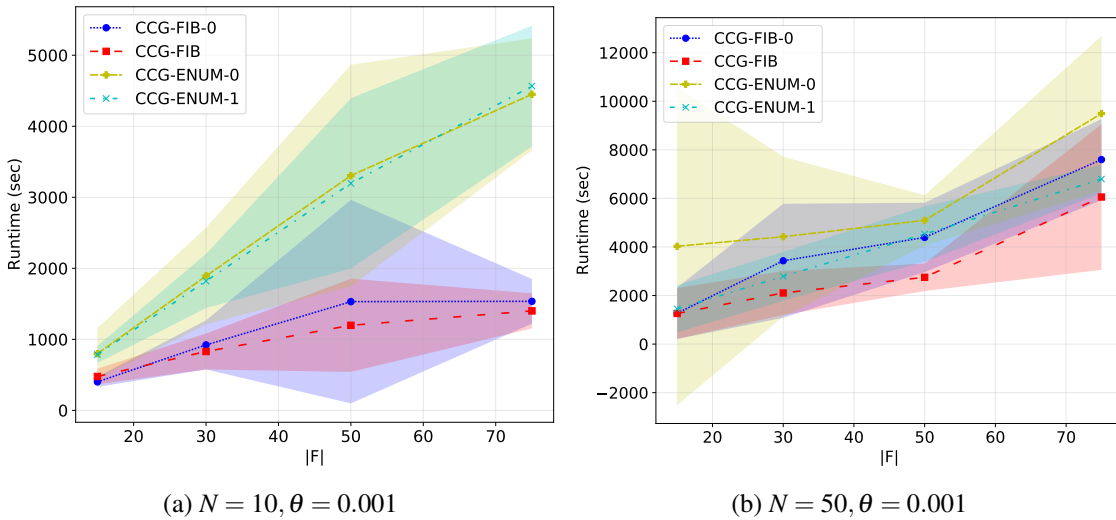 CCG-FIB-0
CCG-FIB
CCG-ENUM-0
CCG-ENUM-1
5000
4000
3000
2000
1000
0
Runtime (sec)
20
30
40
50
60
70
|F|
(a) N = 10, θ = 0.001
CCG-FIB-0
CCG-FIB
CCG-ENUM-0
CCG-ENUM-1
12000
10000
8000
6000
4000
2000
0
−2000
Runtime (sec)
20
30
40
50
60
70
|F|
(b) N = 50, θ = 0.001